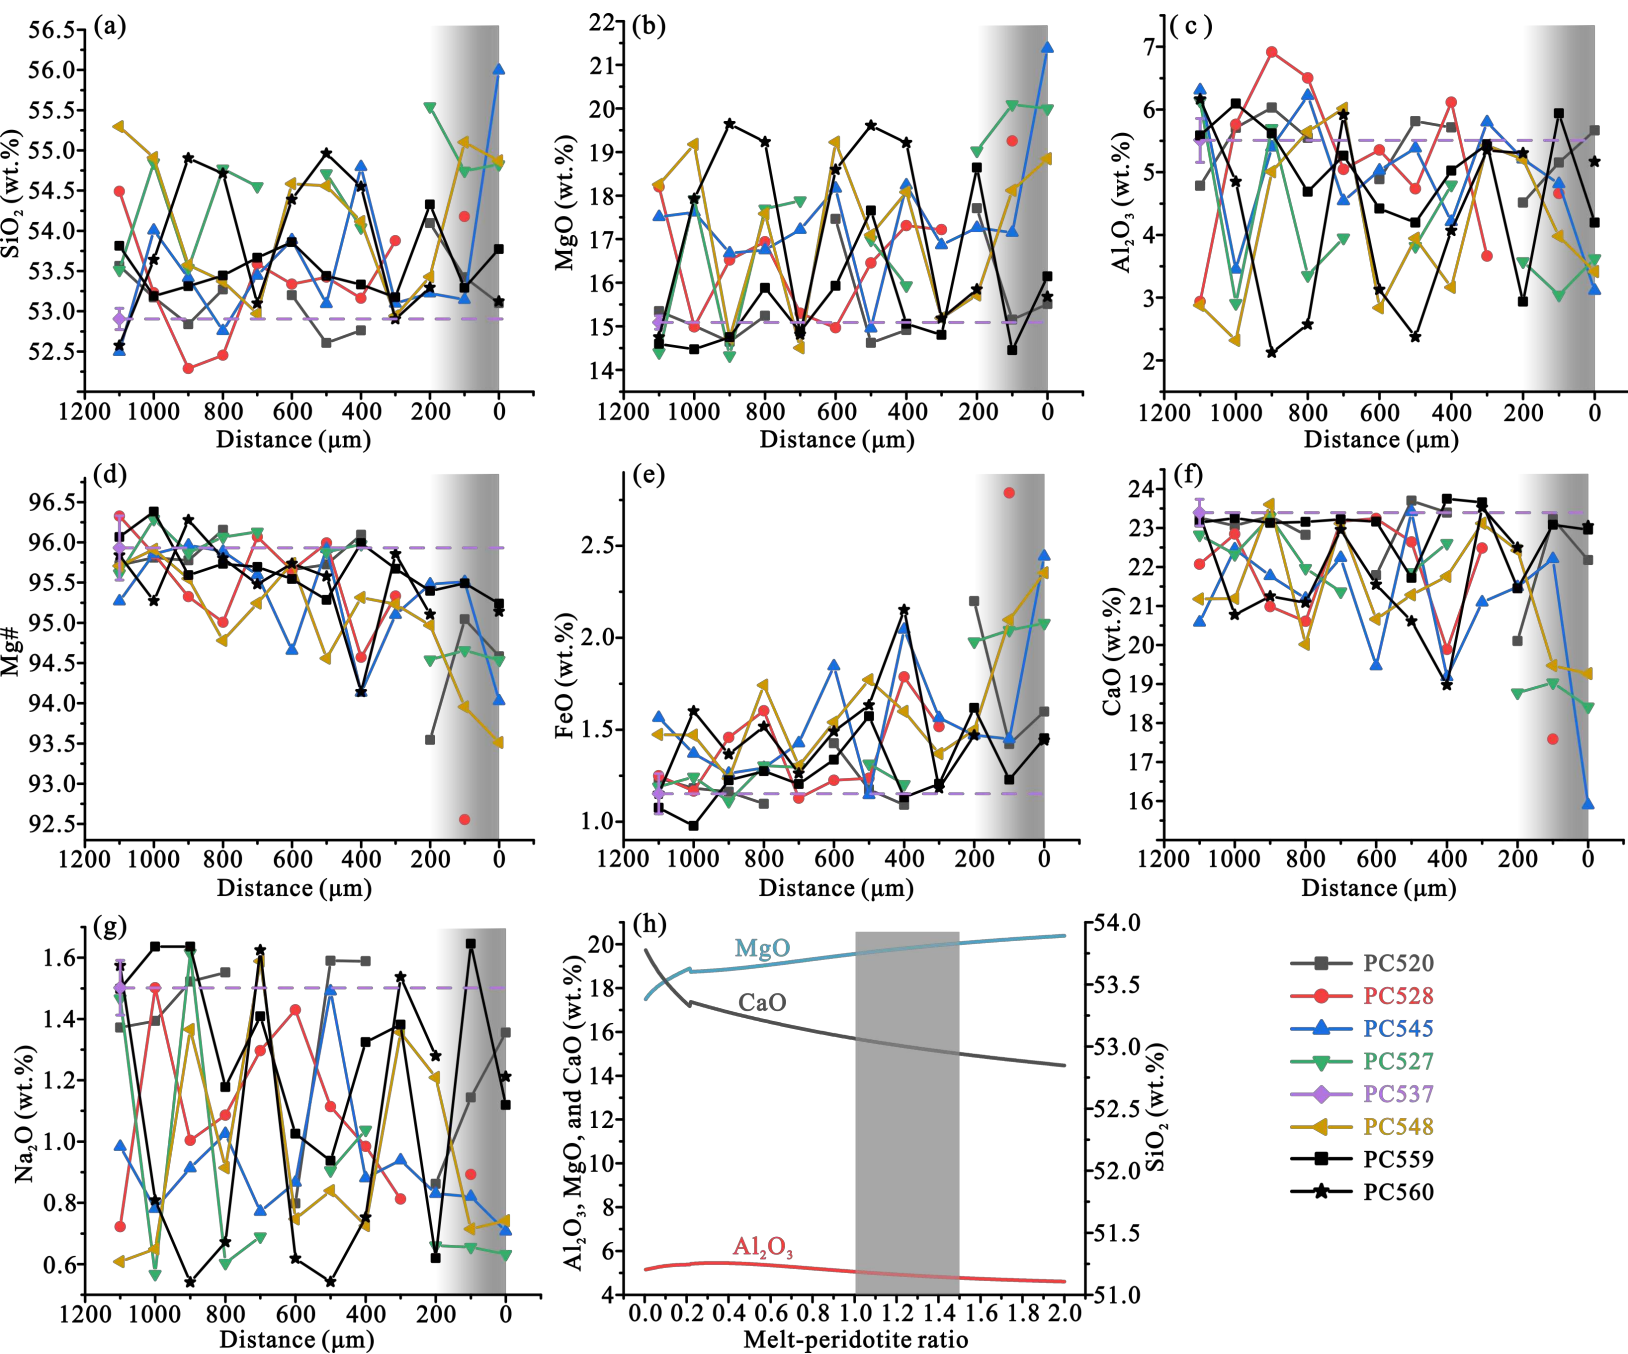 (a)
56.5
56.0
55.5
55.0
54.5
54.0
53.5
53.0
52.5
SiO₂ (wt.%)
1200 1000 800 600 400 200 0
Distance (μm)
(b)
22
21
20
19
18
17
16
15
14
MgO (wt.%)
1200 1000 800 600 400 200 0
Distance (μm)
(c)
7
6
5
4
3
2
Al₂O₃ (wt.%)
1200 1000 800 600 400 200 0
Distance (μm)
(d)
96.5
96.0
95.5
95.0
94.5
94.0
93.5
93.0
92.5
Mg#
1200 1000 800 600 400 200 0
Distance (μm)
(e)
2.5
2.0
1.5
1.0
FeO (wt.%)
1200 1000 800 600 400 200 0
Distance (μm)
(f)
24
23
22
21
20
19
18
17
16
CaO (wt.%)
1200 1000 800 600 400 200 0
Distance (μm)
(g)
1.6
1.4
1.2
1.0
0.8
0.6
Na₂O (wt.%)
1200 1000 800 600 400 200 0
Distance (μm)
(h)
20
18
16
14
12
10
8
6
4
Al₂O₃, MgO, and CaO (wt.%)
MgO
CaO
Al₂O₃
54.0
53.5
53.0
52.5
52.0
51.5
51.0
SiO₂ (wt.%)
0.0 0.2 0.4 0.6 0.8 1.0 1.2 1.4 1.6 1.8 2.0
Melt-peridotite ratio
PC520
PC528
PC545
PC527
PC537
PC548
PC559
PC560